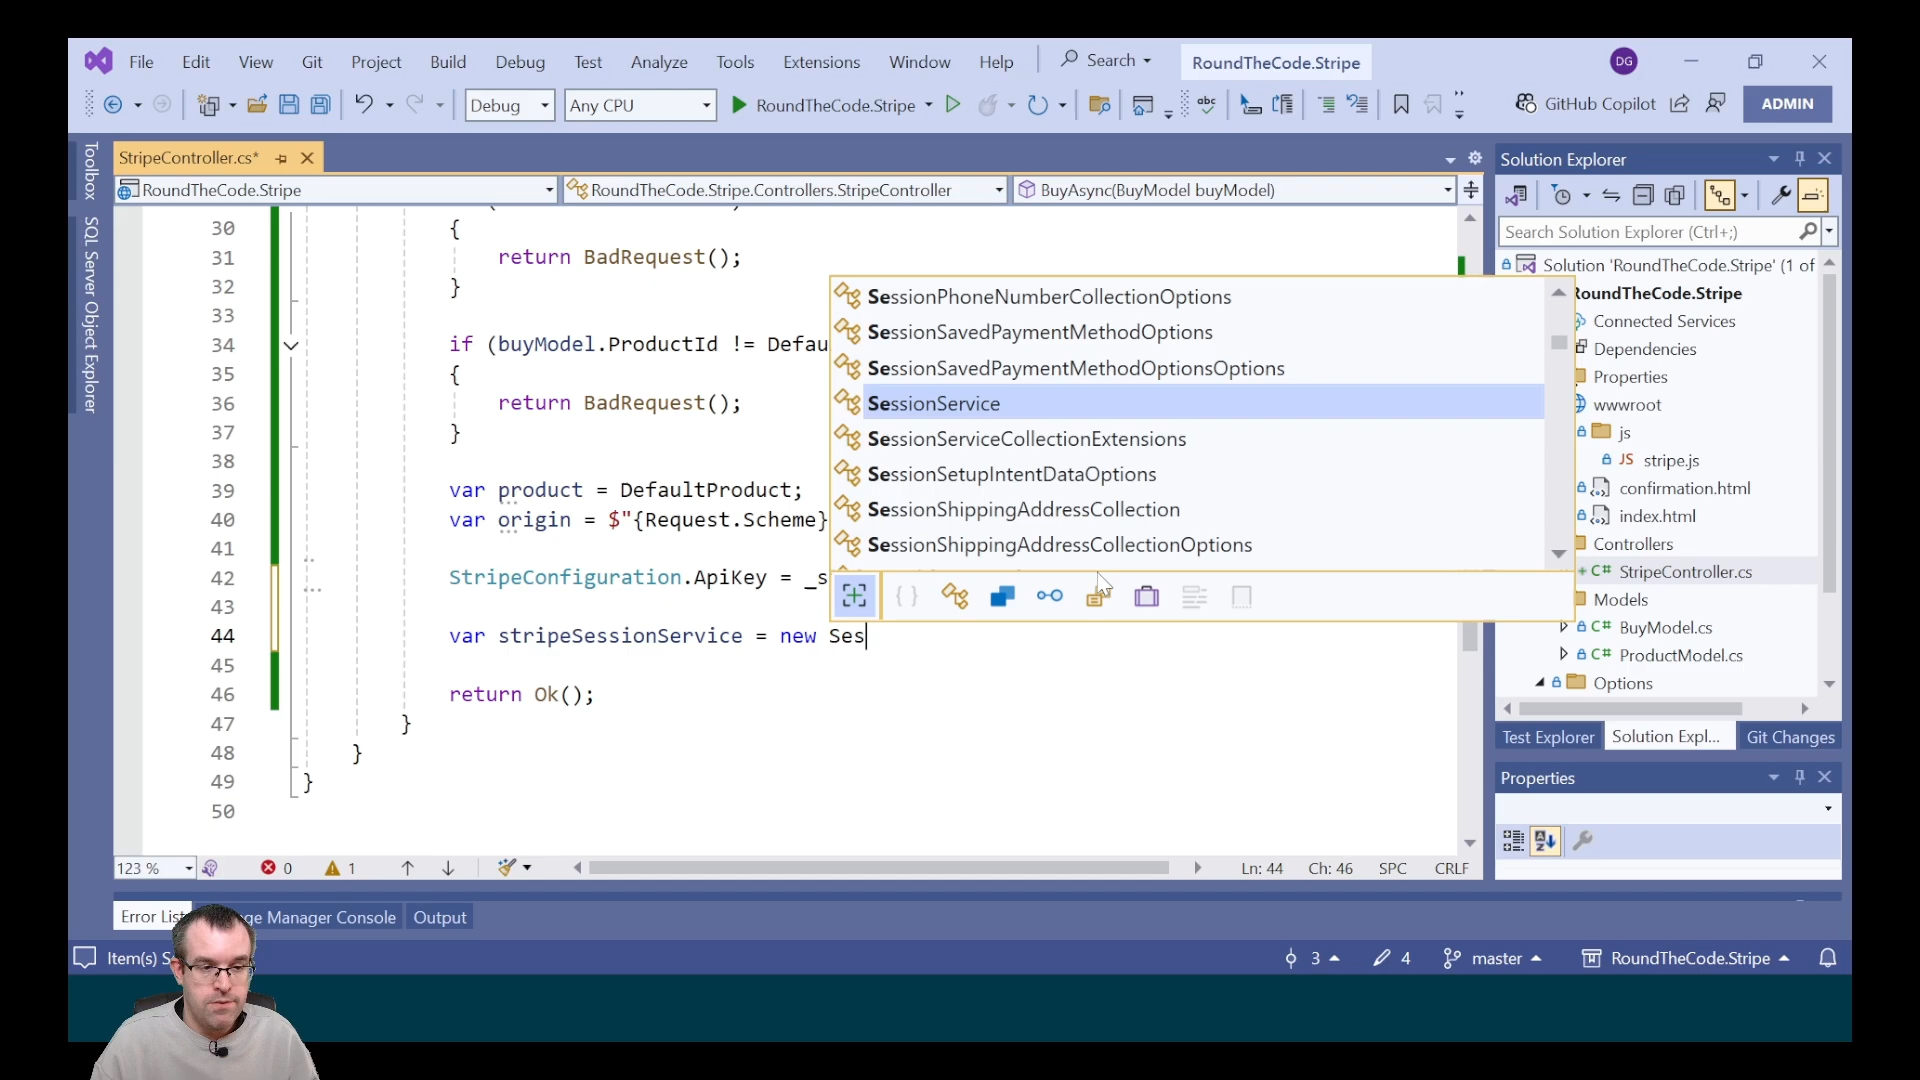 File Edit View Git Project Build Debug Test Analyze Tools Extensions Window Help Search RoundTheCode.Stripe DG
Debug Any CPU RoundTheCode.Stripe abc GitHub Copilot ADMIN
Toolbox
SQL Server Object Explorer
StripeController.cs*
RoundTheCode.Stripe RoundTheCode.Stripe.Controllers.StripeController BuyAsync(BuyModel buyModel)
30 {
31 return BadRequest();
32 }
33
34 if (buyModel.ProductId != Defau
35 {
36 return BadRequest();
37 }
38
39 var product = DefaultProduct;
40 var origin = $"{Request.Scheme}
41
42 StripeConfiguration.ApiKey = _s
43
44 var stripeSessionService = new Ses
45
46 return Ok();
47 }
48 }
49 }
50
SessionPhoneNumberCollectionOptions
SessionSavedPaymentMethodOptions
SessionSavedPaymentMethodOptionsOptions
SessionService
SessionServiceCollectionExtensions
SessionSetupIntentDataOptions
SessionShippingAddressCollection
SessionShippingAddressCollectionOptions
123 % 0 1 Ln: 44 Ch: 46 SPC CRLF
Solution Explorer
Search Solution Explorer (Ctrl+;)
Solution 'RoundTheCode.Stripe' (1 of
RoundTheCode.Stripe
Connected Services
Dependencies
Properties
wwwroot
js
JS stripe.js
confirmation.html
index.html
Controllers
C# StripeController.cs
Models
C# BuyModel.cs
C# ProductModel.cs
Options
Test Explorer Solution Expl... Git Changes
Properties
Error List ge Manager Console Output
Item(s) S 3 4 master RoundTheCode.Stripe